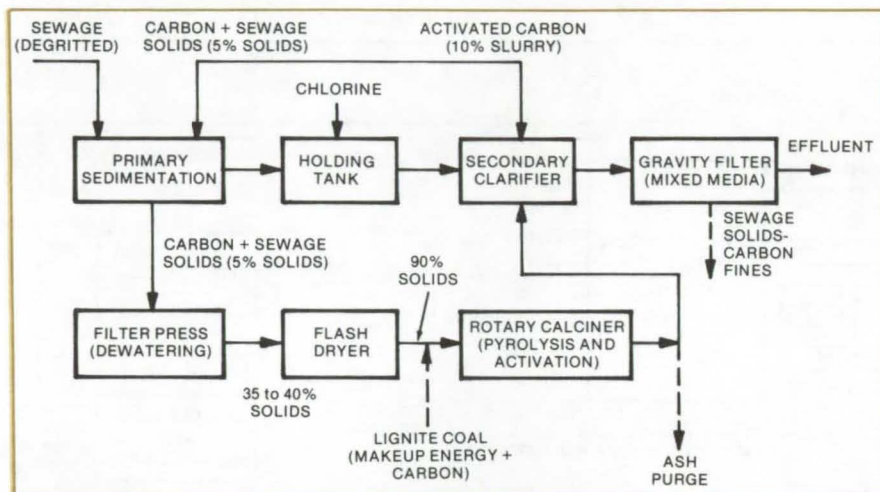 SEWAGE
(DEGRITTED)
CARBON + SEWAGE
SOLIDS (5% SOLIDS)
ACTIVATED CARBON
(10% SLURRY)
CHLORINE
PRIMARY
SEDIMENTATION
HOLDING
TANK
SECONDARY
CLARIFIER
GRAVITY FILTER
(MIXED MEDIA)
EFFLUENT
SEWAGE
SOLIDS-
CARBON
FINES
CARBON + SEWAGE
SOLIDS (5% SOLIDS)
90%
SOLIDS
FILTER PRESS
(DEWATERING)
FLASH
DRYER
ROTARY CALCINER
(PYROLYSIS AND
ACTIVATION)
35 to 40%
SOLIDS
LIGNITE COAL
(MAKEUP ENERGY +
CARBON)
ASH
PURGE